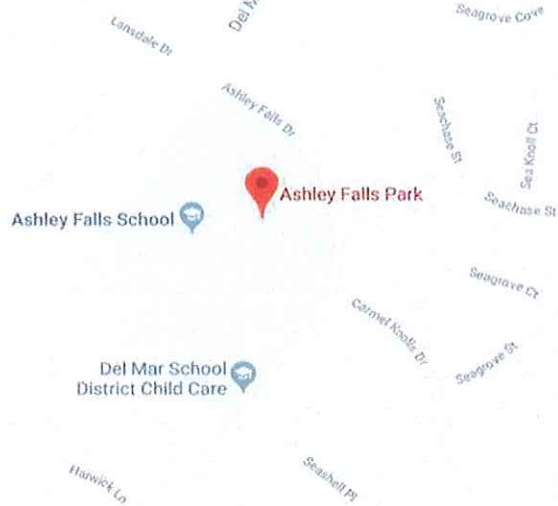 Del M
Seagrove Cove
Lansdale Dr
Ashley Falls Dr
Seachase St
Sea Knoll Ct
Ashley Falls Park
Seachase St
Ashley Falls School
Seagrove Ct
Carmel Knolls Dr
Seagrove St
Del Mar School
District Child Care
Harwick Ln
Seashell Pl